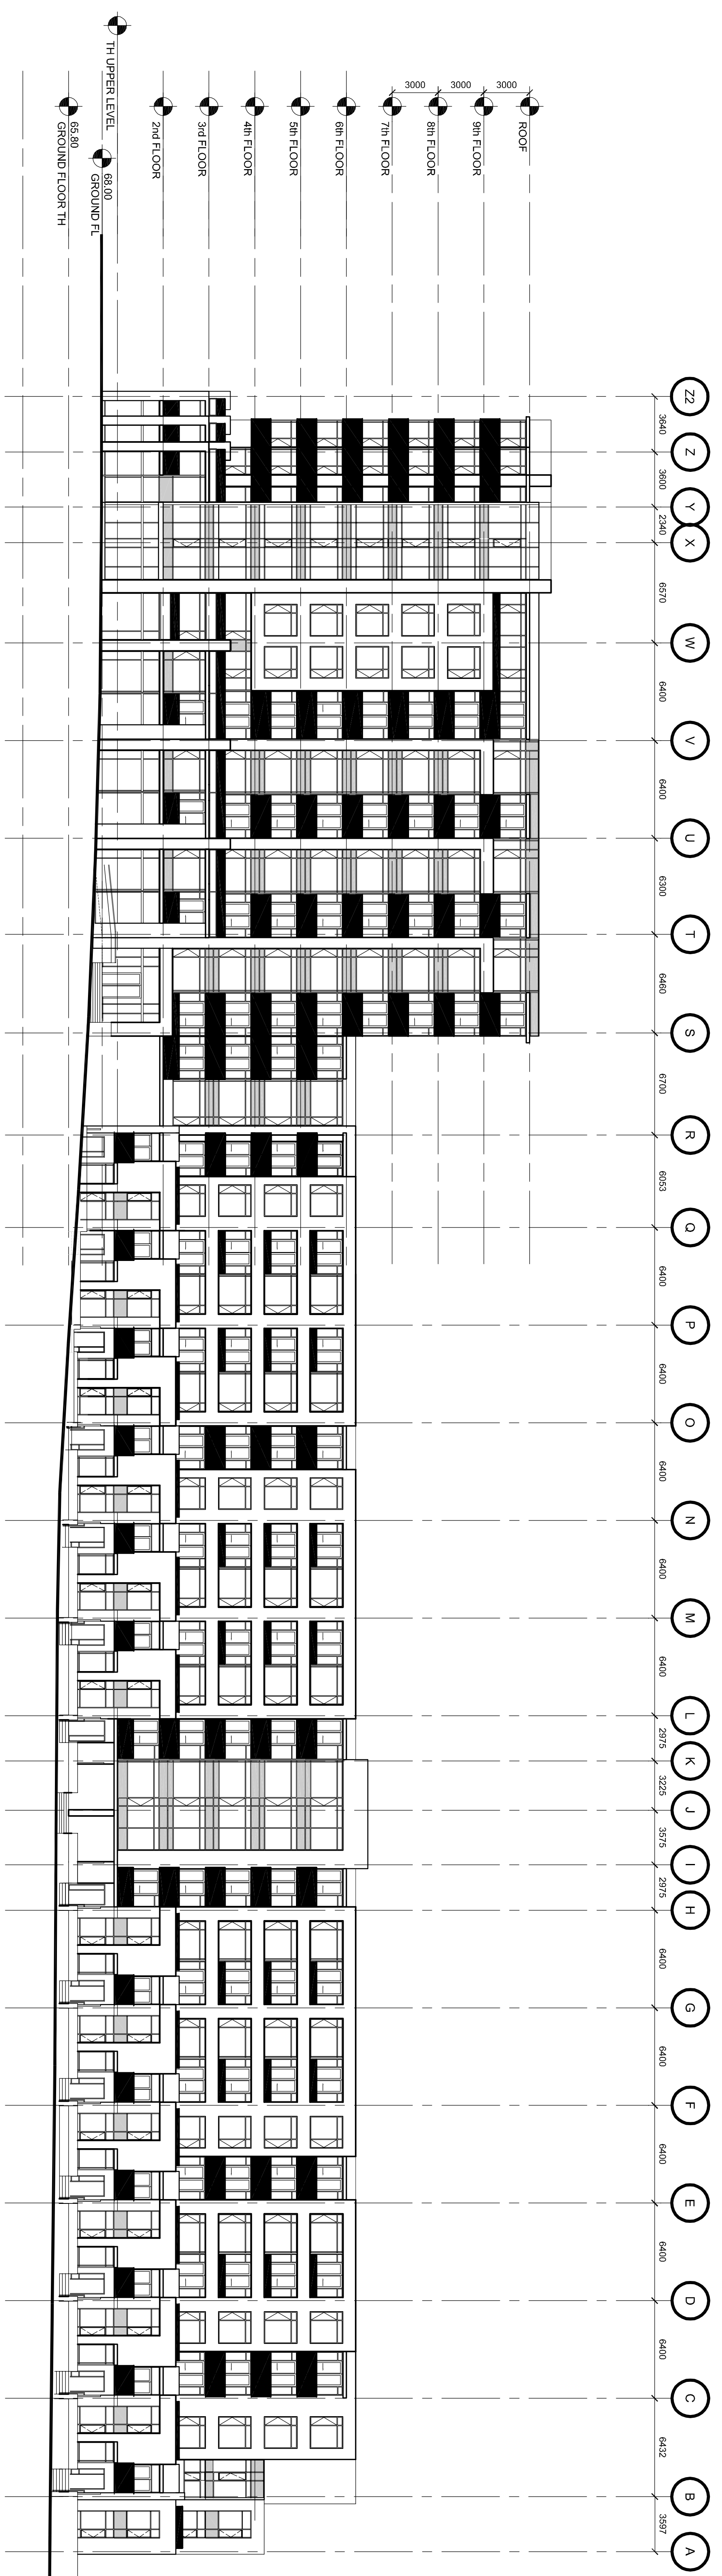 Z2
Z
Y
X
W
V
U
T
S
R
Q
P
O
N
M
L
K
J
I
H
G
F
E
D
C
B
A
3640
3600
2340
6570
6400
6400
6300
6460
6700
6053
6400
6400
6400
6400
6400
2975
3225
3575
2975
6400
6400
6400
6400
6400
6432
3597
3000
3000
3000
ROOF
9th FLOOR
8th FLOOR
7th FLOOR
6th FLOOR
5th FLOOR
4th FLOOR
3rd FLOOR
2nd FLOOR
TH UPPER LEVEL
68.00
GROUND FL
65.80
GROUND FLOOR TH